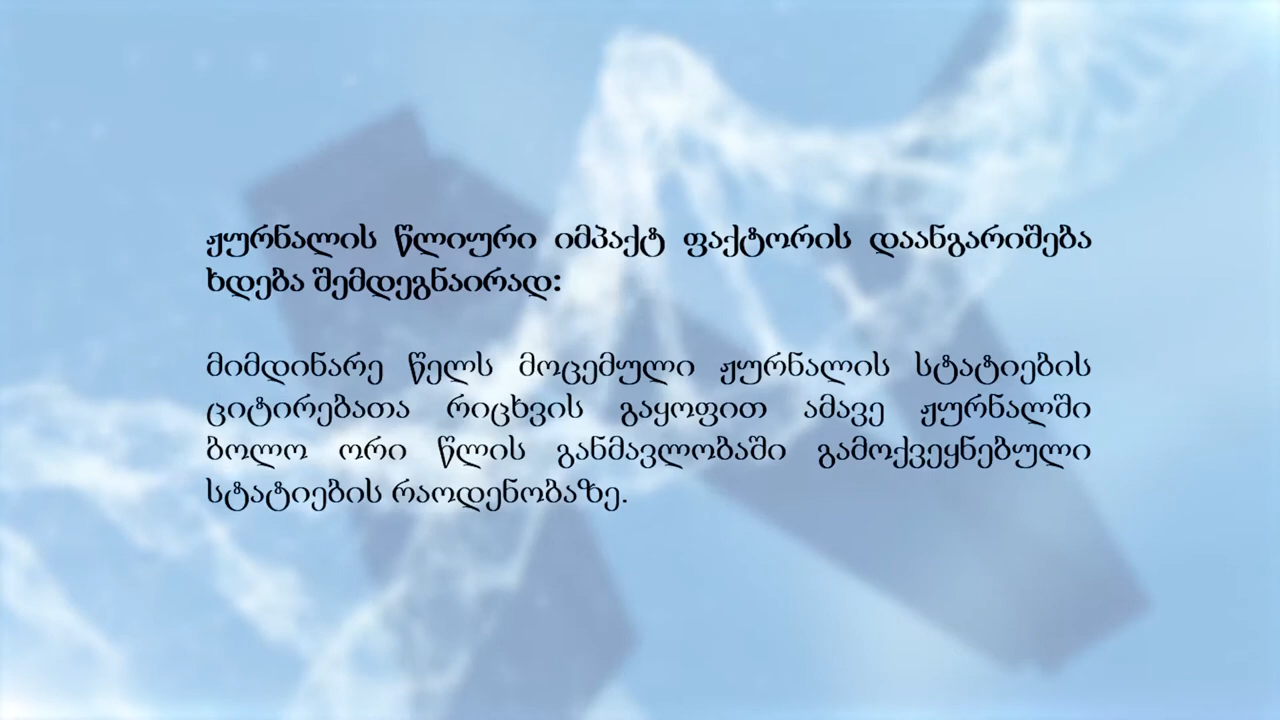 ჟურნალის წლიური იმპაქტ ფაქტორის დაანგარიშება
ხდება შემდეგნაირად:
მიმდინარე წელს მოცემული ჟურნალის სტატიების
ციტირებათა რიცხვის გაყოფით ამავე ჟურნალში
ბოლო ორი წლის განმავლობაში გამოქვეყნებული
სტატიების რაოდენობაზე.